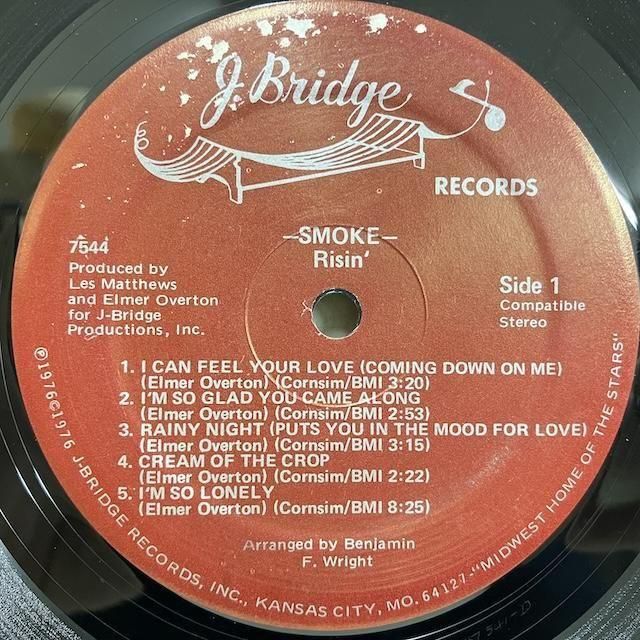 J. Bridge
RECORDS
-SMOKE-
Risin'
7544
Produced by
Les Matthews
and Elmer Overton
for J-Bridge
Productions, Inc.
Side 1
Compatible
Stereo
1. I CAN FEEL YOUR LOVE (COMING DOWN ON ME)
(Elmer Overton) (Cornsim/BMI 3:20)
2. I'M SO GLAD YOU CAME ALONG
(Elmer Overton) (Cornsim/BMI 2:53)
3. RAINY NIGHT (PUTS YOU IN THE MOOD FOR LOVE)
(Elmer Overton) (Cornsim/BMI 3:15)
4. CREAM OF THE CROP
(Elmer Overton) (Cornsim/BMI 2:22)
5. I'M SO LONELY
(Elmer Overton) (Cornsim/BMI 8:25)
Arranged by Benjamin
F. Wright
℗1976©1976 J-BRIDGE RECORDS, INC., KANSAS CITY, MO. 64127-"MIDWEST HOME OF THE STARS"